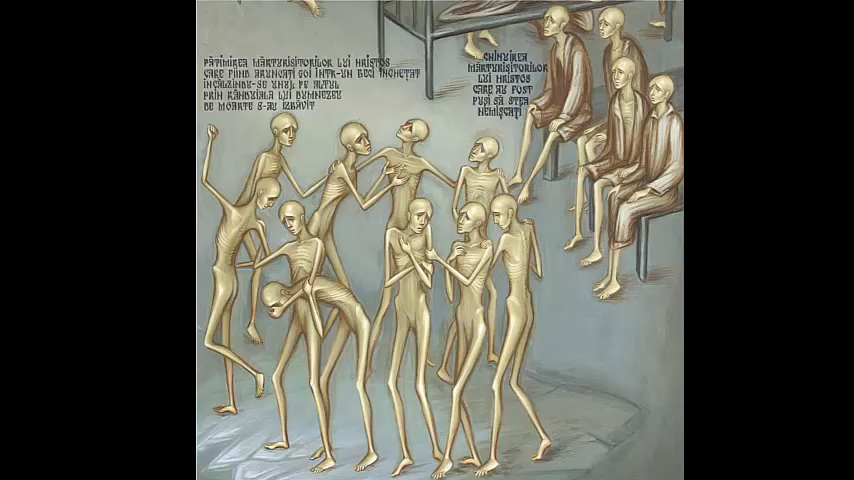 PĂTIMIREA MĂRTURISITORILOR LUI HRISTOS
CARE FIIND ARUNCAȚI GOI ÎNTR-UN BECI ÎNGHEȚAT
ÎNCĂLZINDU-SE UNUL PE ALTUL
PRIN RÂNDUIALA LUI DUMNEZEU
DE MOARTE S-AU IZBĂVIT
CHINUIREA
MĂRTURISITORILOR
LUI HRISTOS
CARE AU FOST
PUȘI SĂ STEA
NEMIȘCAȚI